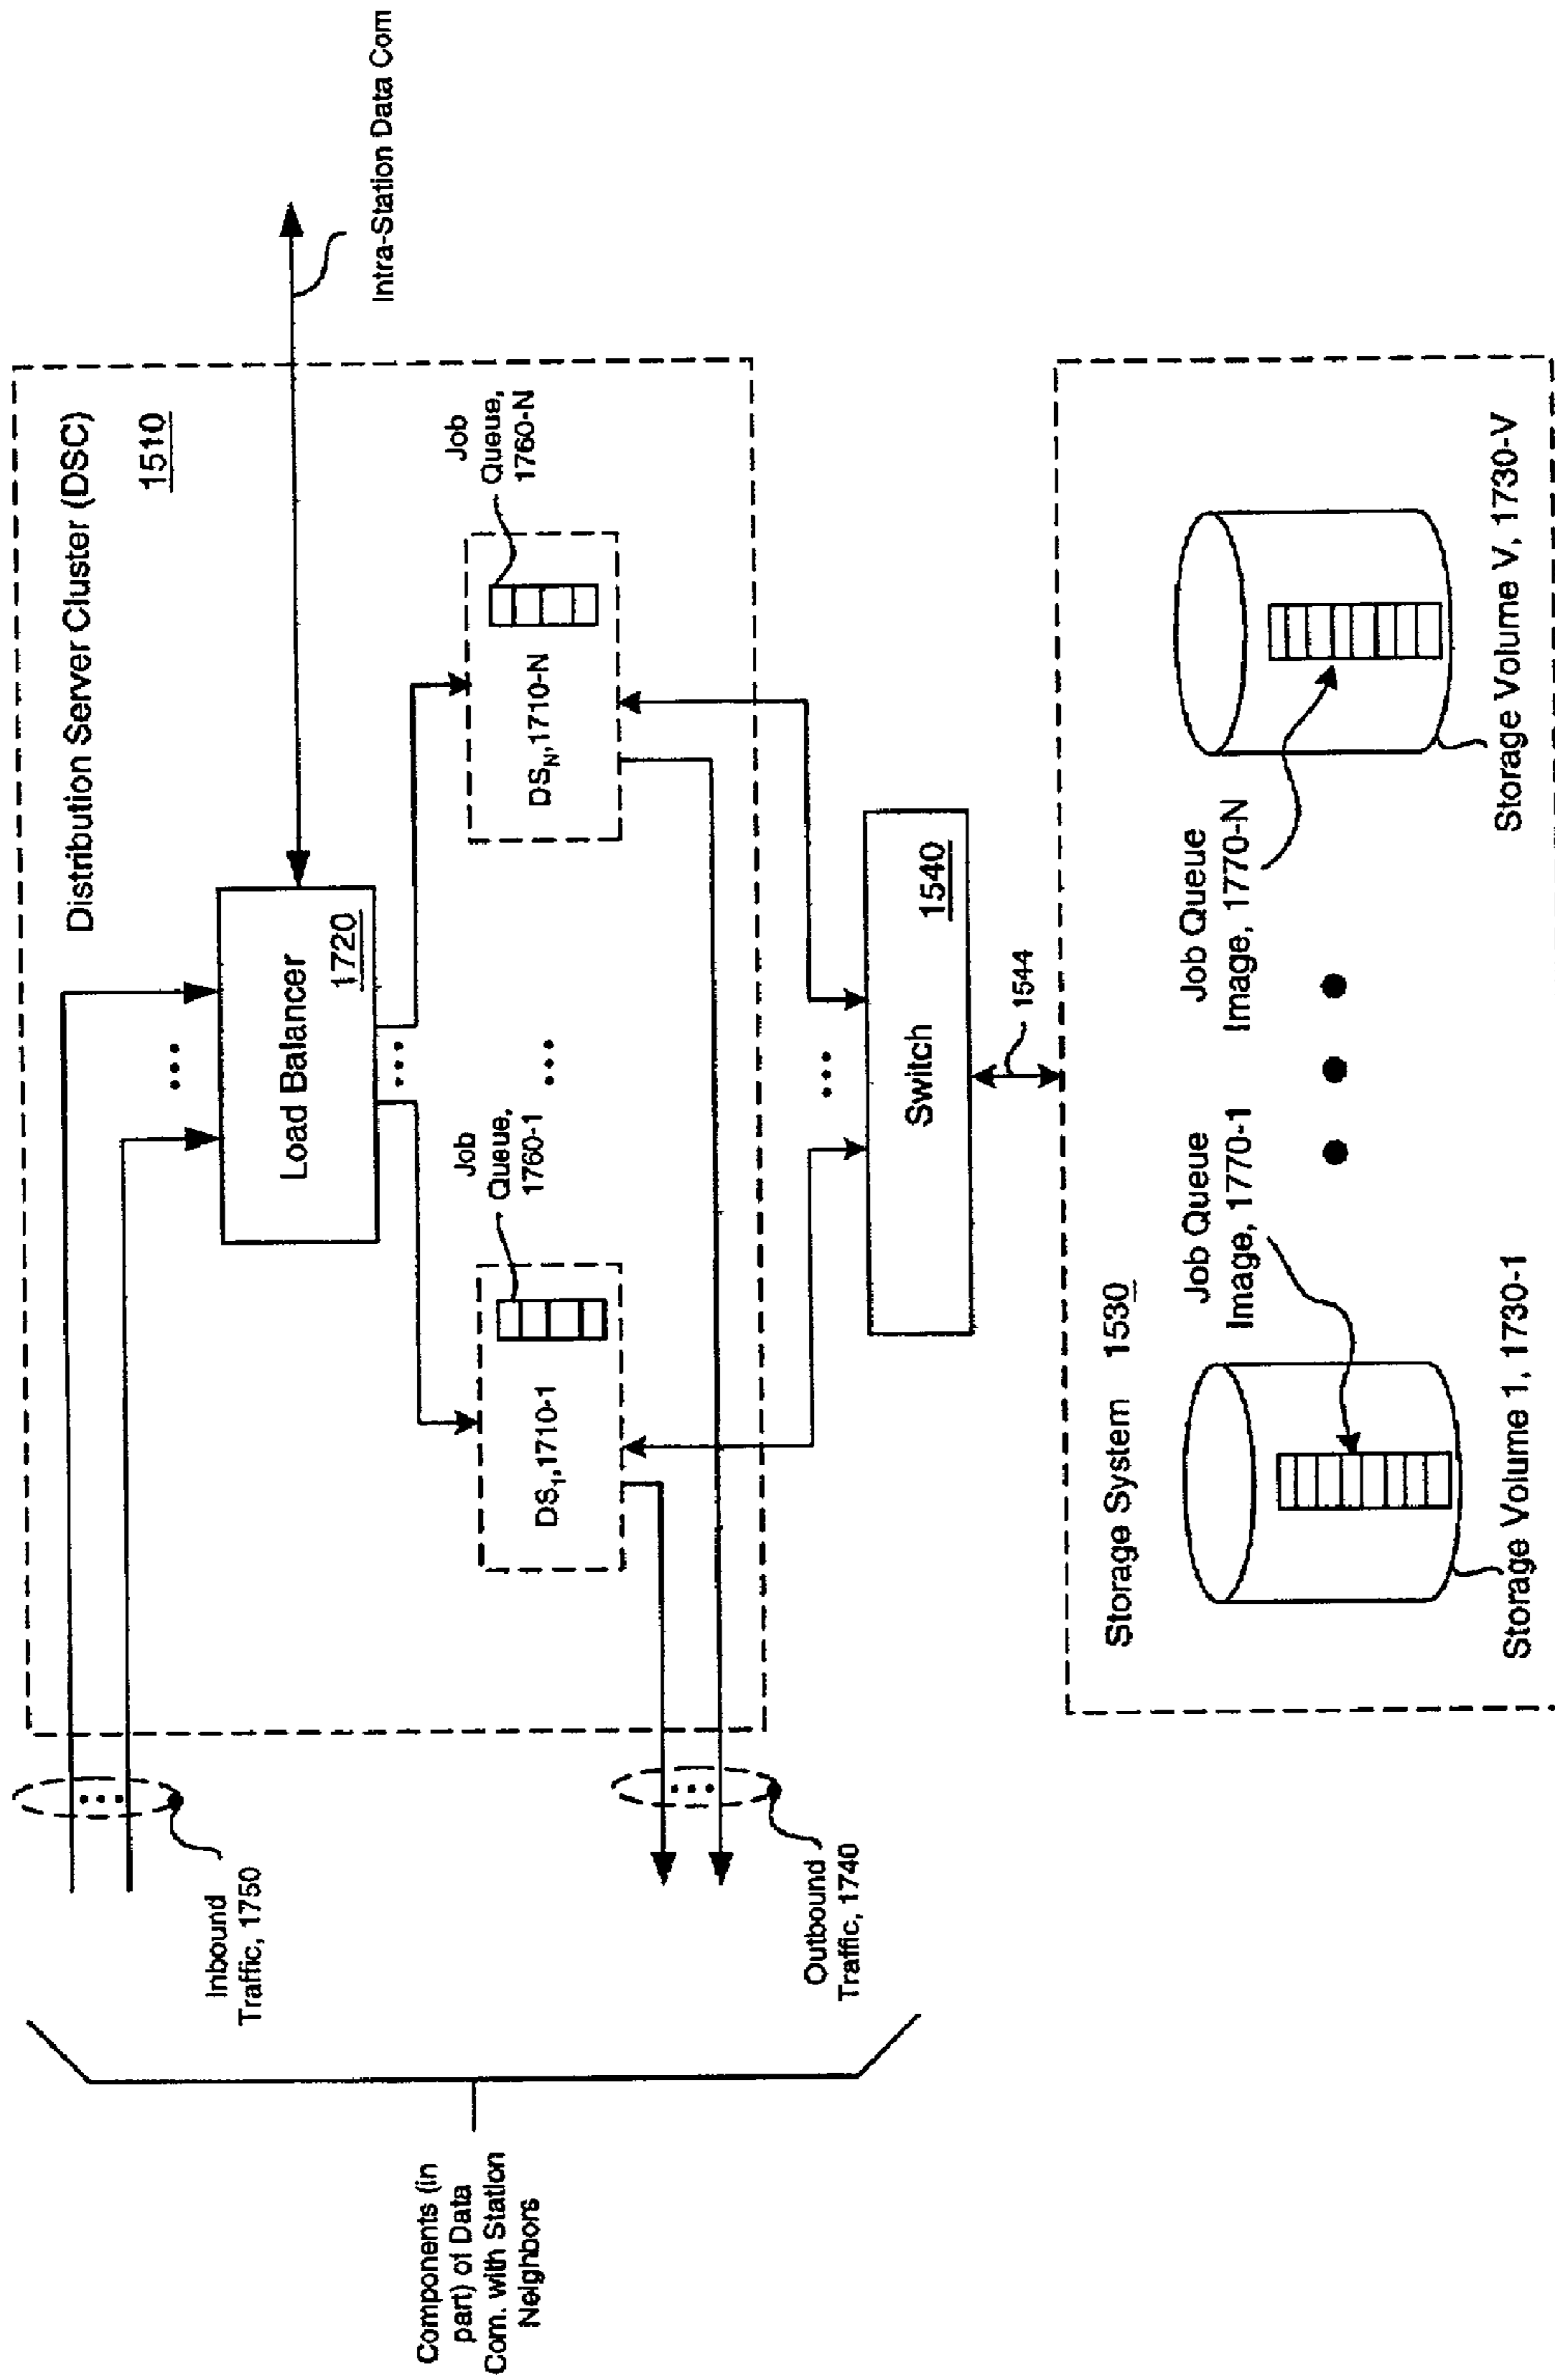 Distribution Server Cluster (DSC)
1510
Load Balancer
1720
Intra-Station Data Com
Inbound
Traffic, 1750
Job
Queue,
1760-1
Job
Queue,
1760-N
DS1,1710-1
DSN,1710-N
Outbound
Traffic, 1740
Components (in
part) of Data
Com. with Station
Neighbors
Switch
1540
1544
Storage System 1530
Job Queue
Image, 1770-1
Job Queue
Image, 1770-N
Storage Volume 1, 1730-1
Storage Volume V, 1730-V